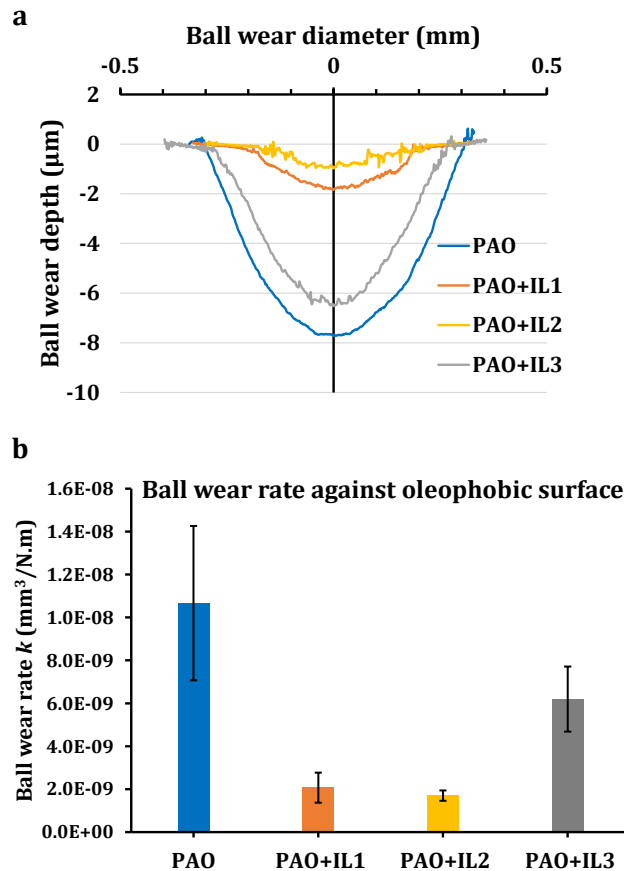 a
Ball wear diameter (mm)
-0.5 0 0.5
2
0
-2
-4
-6
-8
-10
Ball wear depth (μm)
PAO
PAO+IL1
PAO+IL2
PAO+IL3
b
Ball wear rate against oleophobic surface
1.6E-08
1.4E-08
1.2E-08
1.0E-08
8.0E-09
6.0E-09
4.0E-09
2.0E-09
0.0E+00
Ball wear rate k (mm³/N.m)
PAO PAO+IL1 PAO+IL2 PAO+IL3